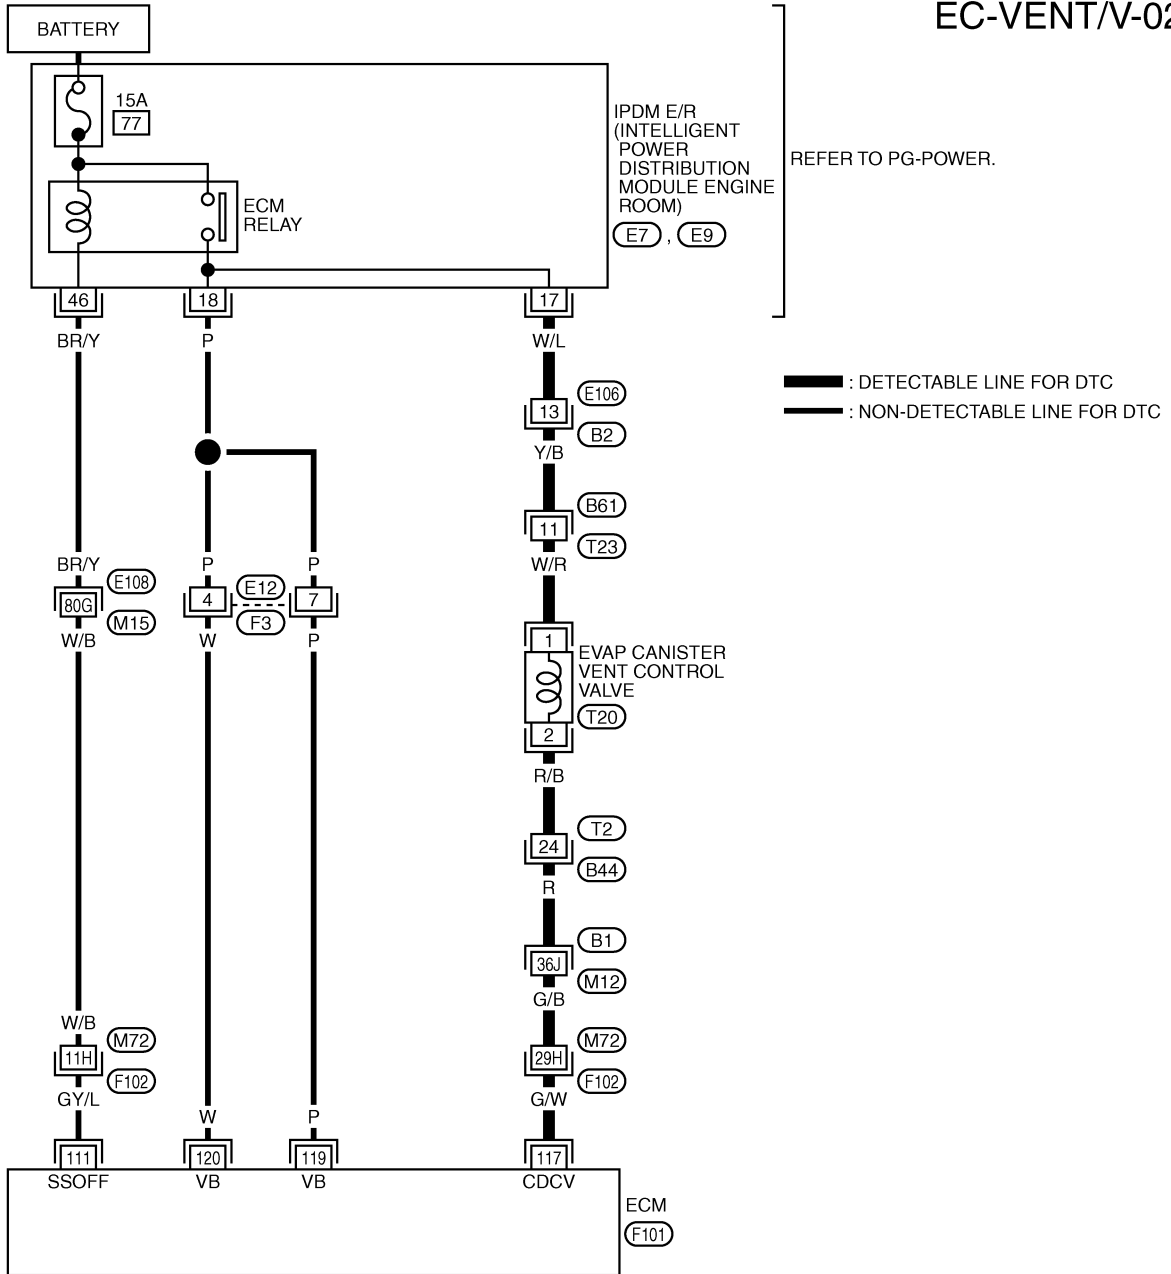 EC-VENT/V-02
BATTERY
15A
77
IPDM E/R
(INTELLIGENT
POWER
DISTRIBUTION
MODULE ENGINE
ROOM)
E7 , E9
REFER TO PG-POWER.
ECM
RELAY
46 18 17
BR/Y P W/L
: DETECTABLE LINE FOR DTC
: NON-DETECTABLE LINE FOR DTC
E106
13
B2
Y/B
B61
11
T23
BR/Y P P W/R
E108
80G
M15
4
E12
F3
7
W/B W P
1
EVAP CANISTER
VENT CONTROL
VALVE
T20
2
R/B
T2
24
B44
R
B1
36J
M12
G/B
W/B
M72
11H
F102
M72
29H
F102
GY/L G/W
W P
111 120 119 117
SSOFF VB VB CDCV
ECM
F101